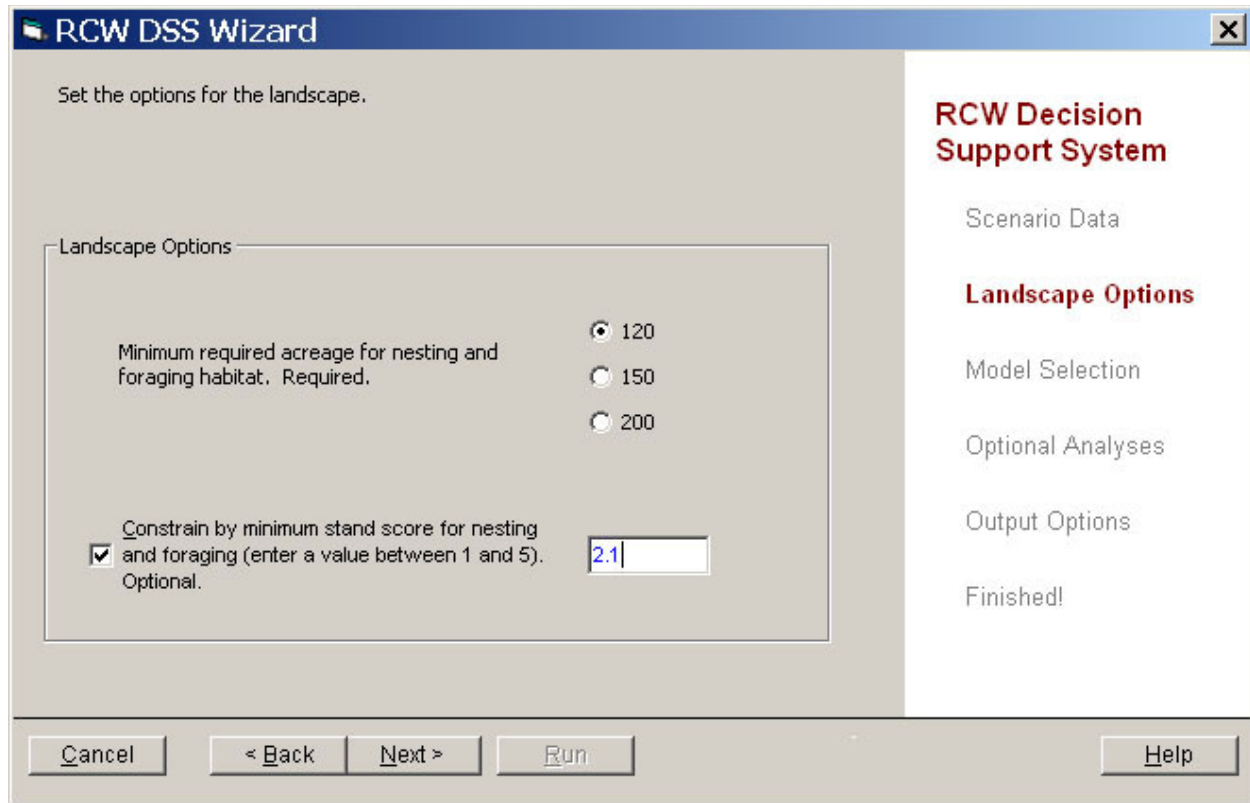 RCW DSS Wizard
Set the options for the landscape.
Landscape Options
Minimum required acreage for nesting and
foraging habitat. Required.
120
150
200
Constrain by minimum stand score for nesting
and foraging (enter a value between 1 and 5).
Optional.
2.1
RCW Decision
Support System
Scenario Data
Landscape Options
Model Selection
Optional Analyses
Output Options
Finished!
Cancel
< Back
Next >
Run
Help